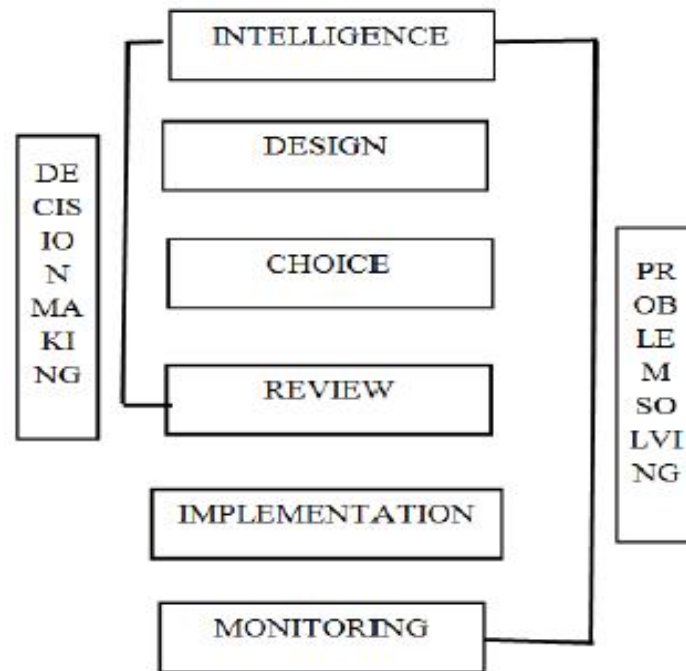 INTELLIGENCE
DESIGN
CHOICE
REVIEW
IMPLEMENTATION
MONITORING
DE
CIS
IO
N
MA
KI
NG
PR
OB
LE
M
SO
LVI
NG